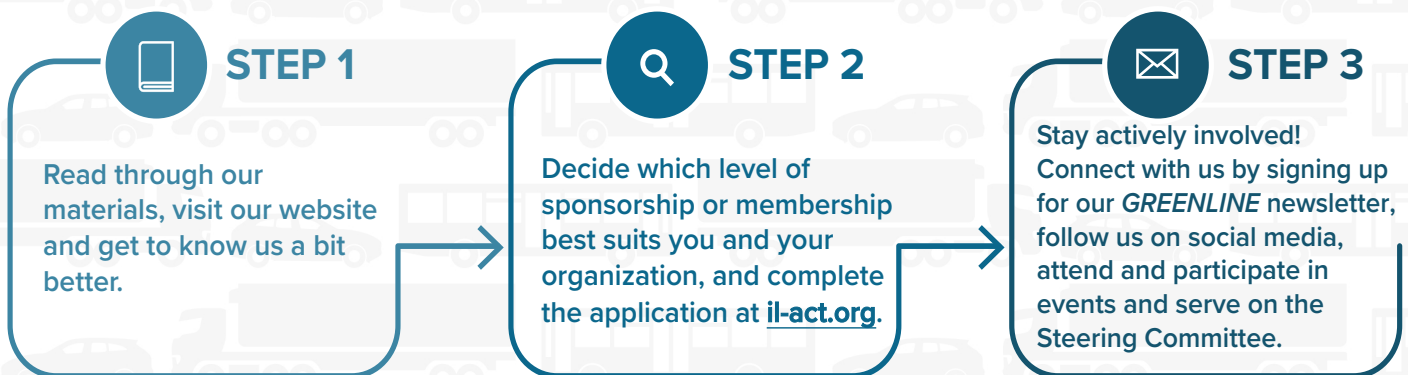 STEP 1
Read through our
materials, visit our website
and get to know us a bit
better.
STEP 2
Decide which level of
sponsorship or membership
best suits you and your
organization, and complete
the application at il-act.org.
STEP 3
Stay actively involved!
Connect with us by signing up
for our GREENLINE newsletter,
follow us on social media,
attend and participate in
events and serve on the
Steering Committee.